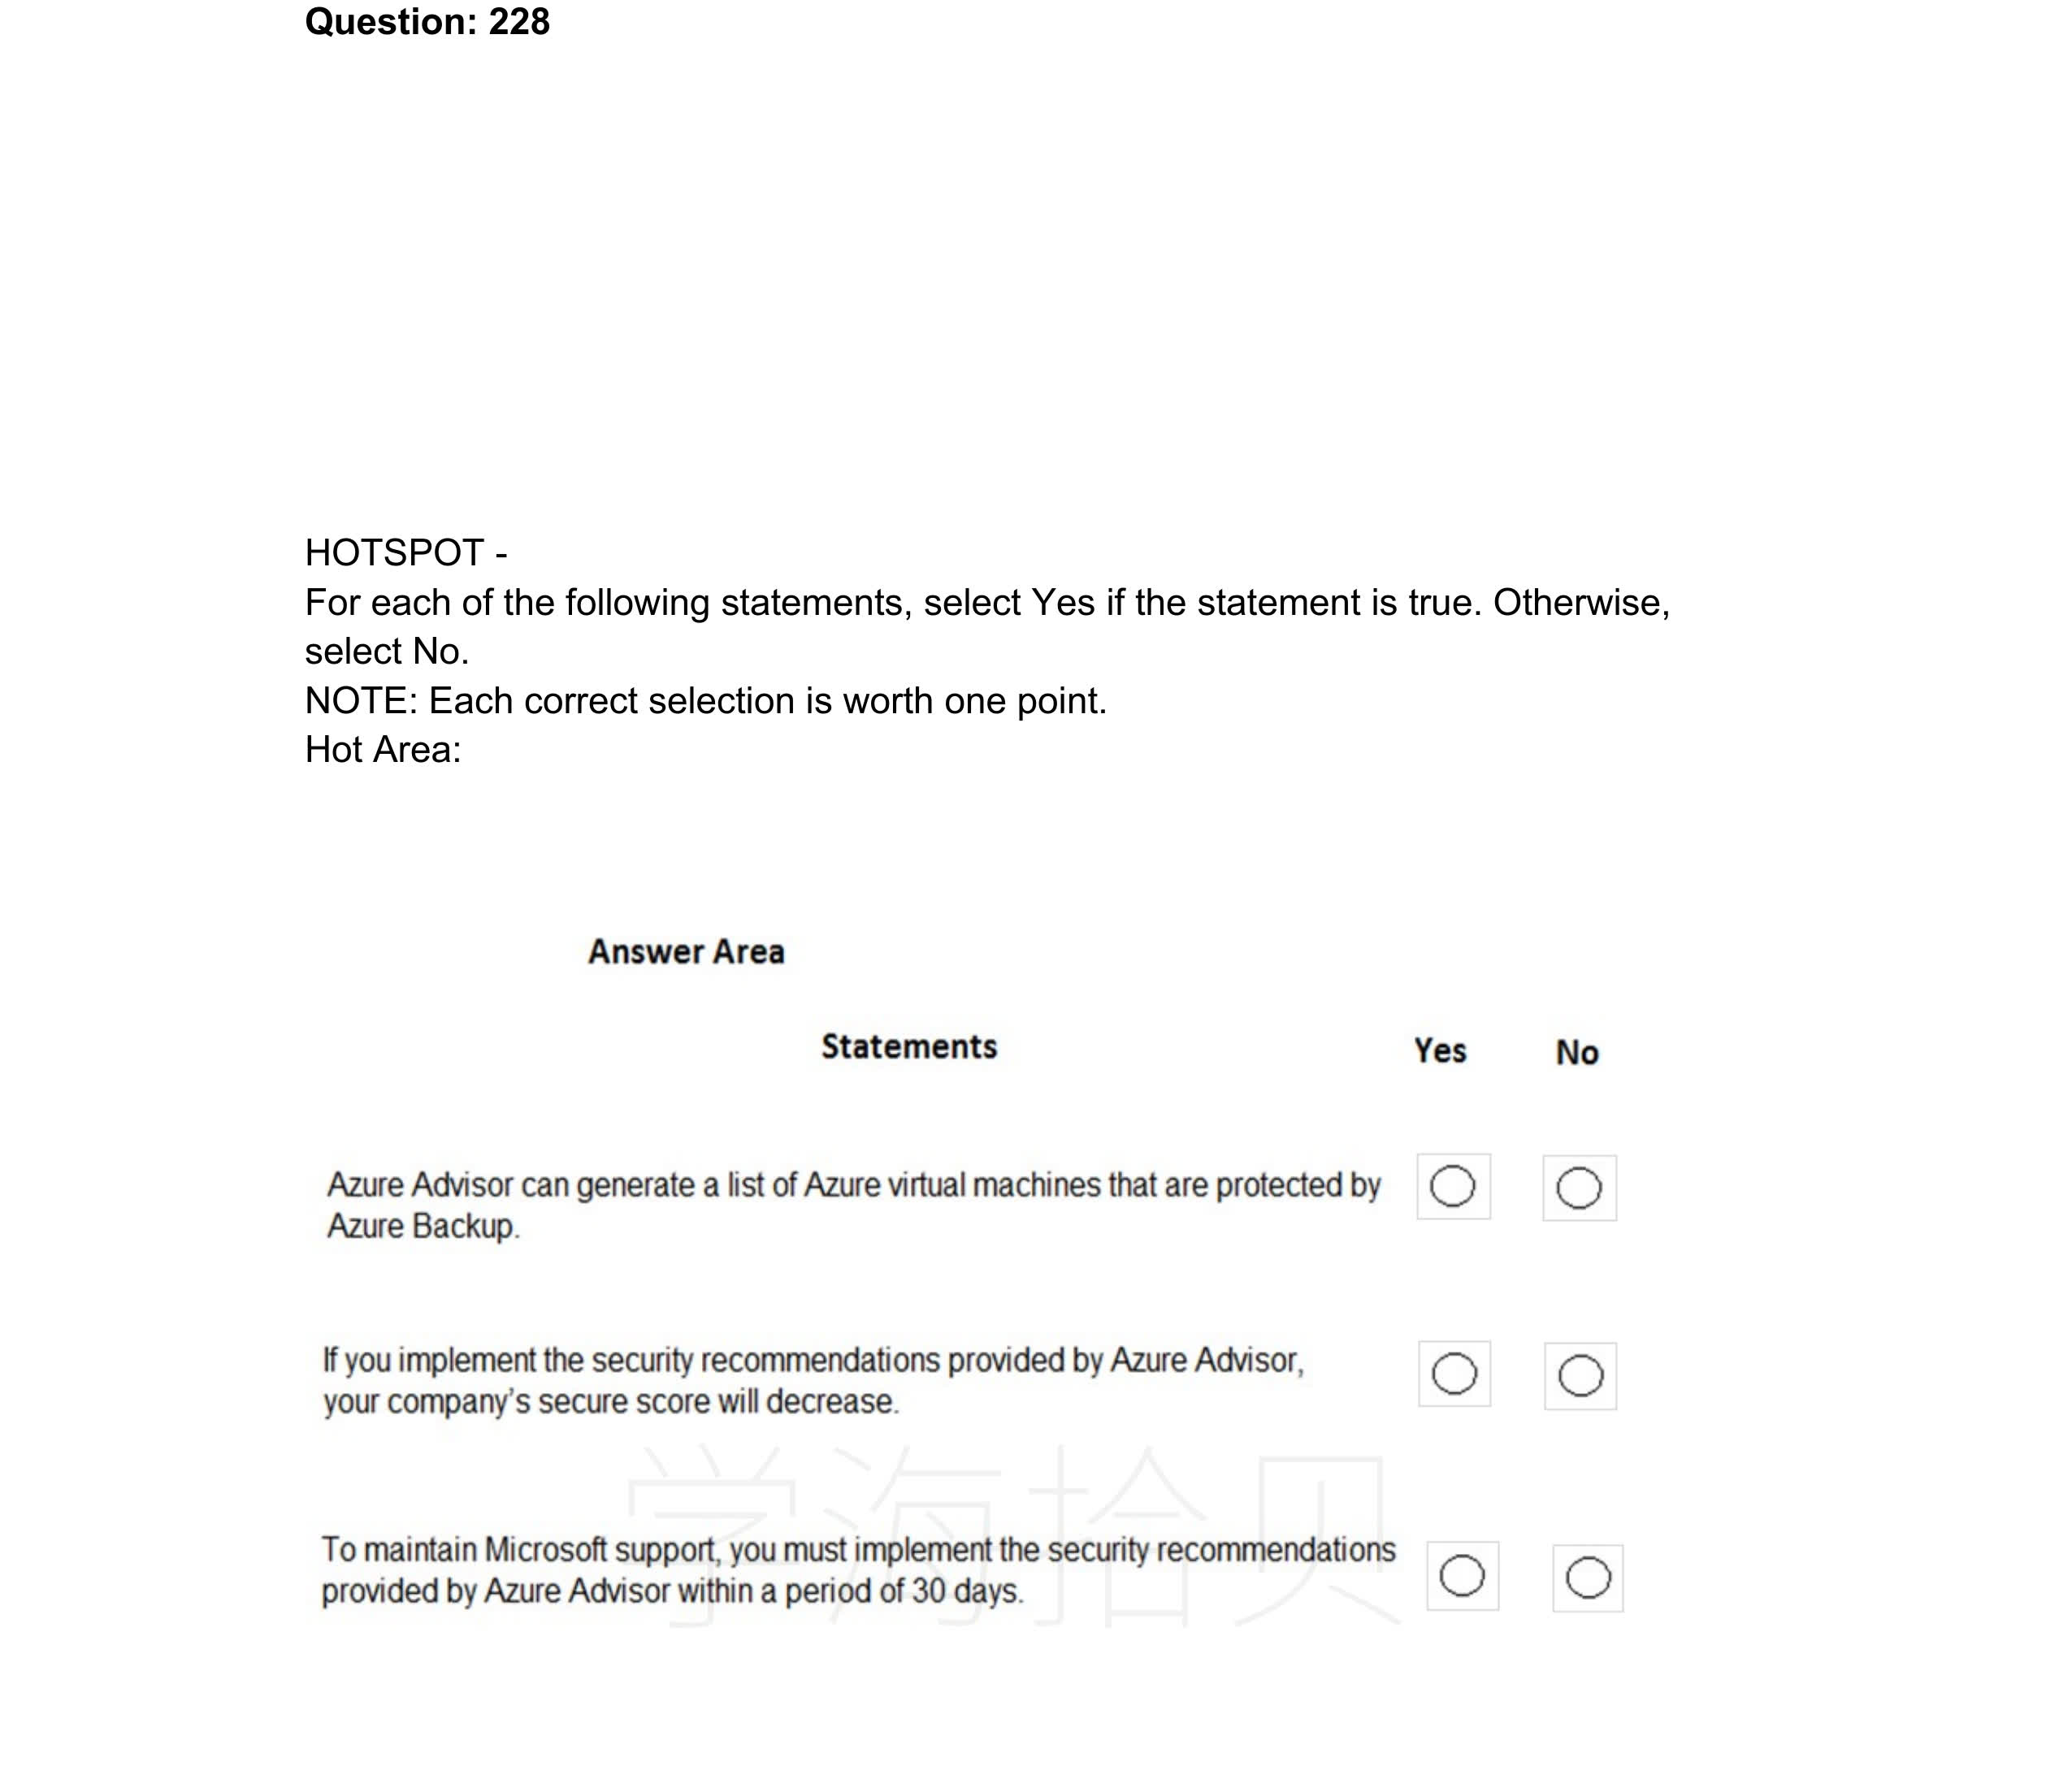 Question: 228
HOTSPOT -
For each of the following statements, select Yes if the statement is true. Otherwise,
select No.
NOTE: Each correct selection is worth one point.
Hot Area:
Answer Area
Statements Yes No
Azure Advisor can generate a list of Azure virtual machines that are protected by
Azure Backup.
If you implement the security recommendations provided by Azure Advisor,
your company's secure score will decrease.
学海拾贝
To maintain Microsoft support, you must implement the security recommendations
provided by Azure Advisor within a period of 30 days.